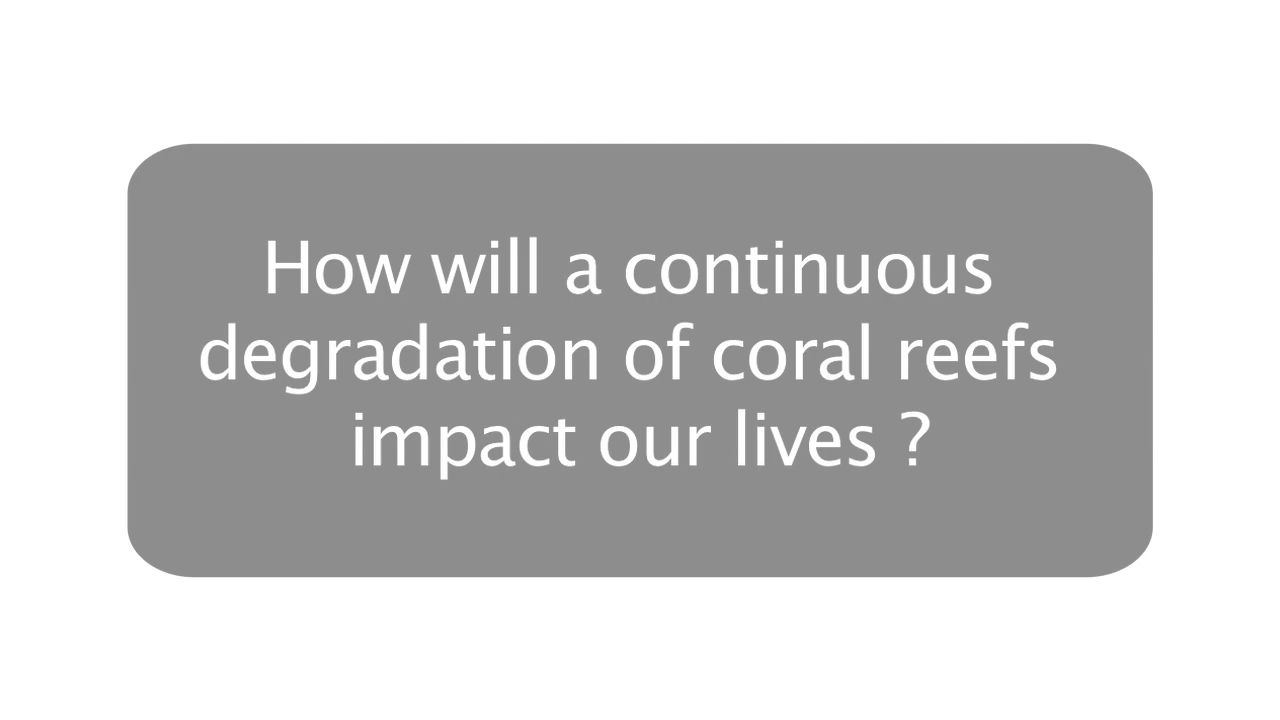 How will a continuous
degradation of coral reefs
impact our lives ?